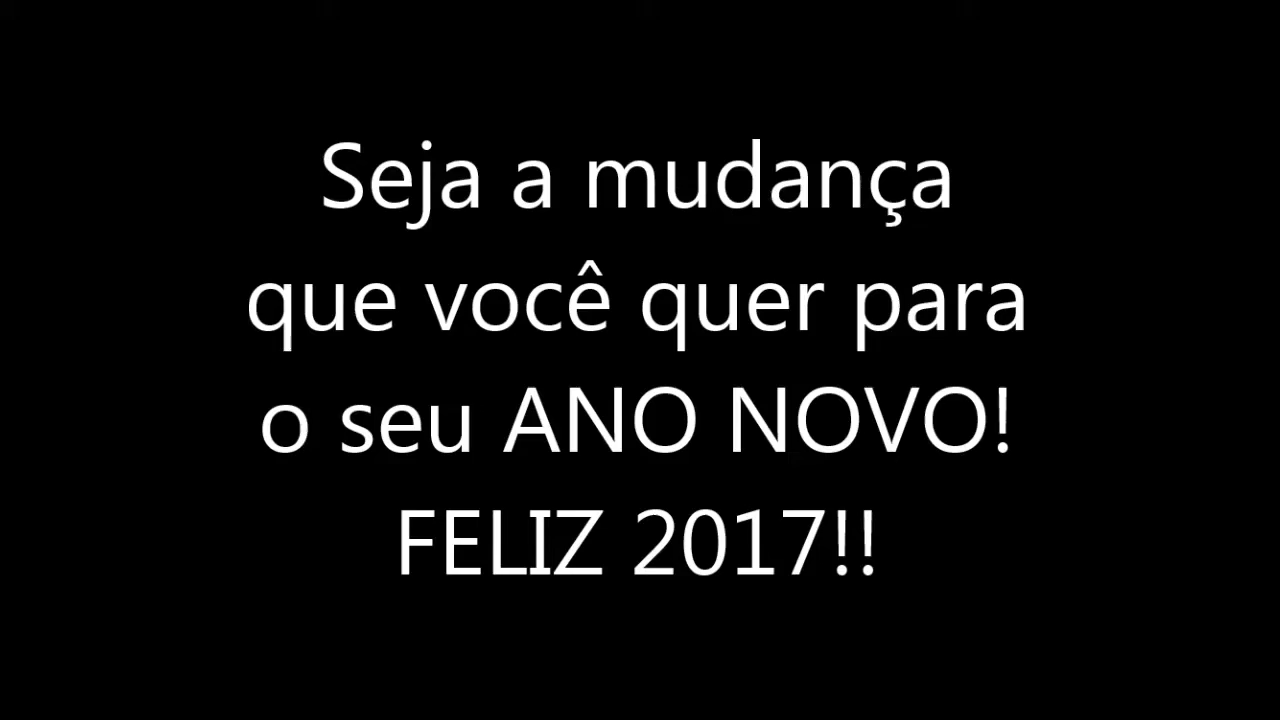 Seja a mudança
que você quer para
o seu ANO NOVO!
FELIZ 2017!!